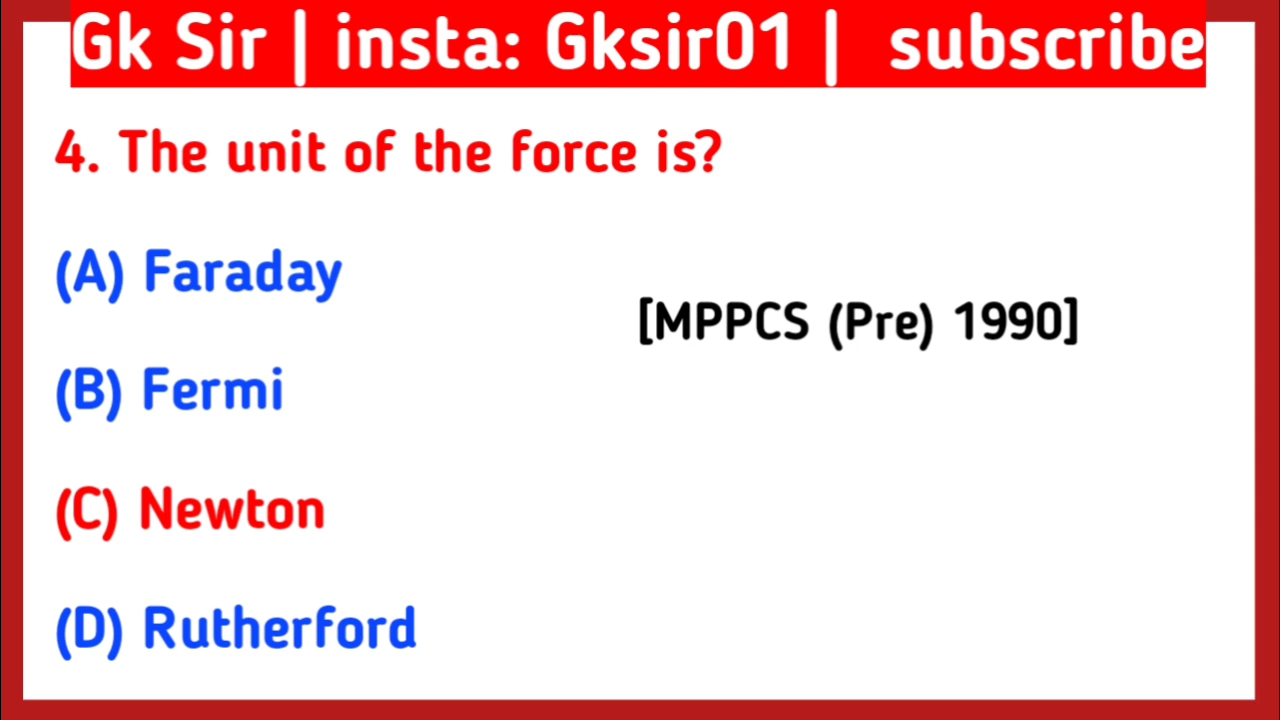 Gk Sir | insta: Gksir01 | subscribe
4. The unit of the force is?
(A) Faraday
[MPPCS (Pre) 1990]
(B) Fermi
(C) Newton
(D) Rutherford